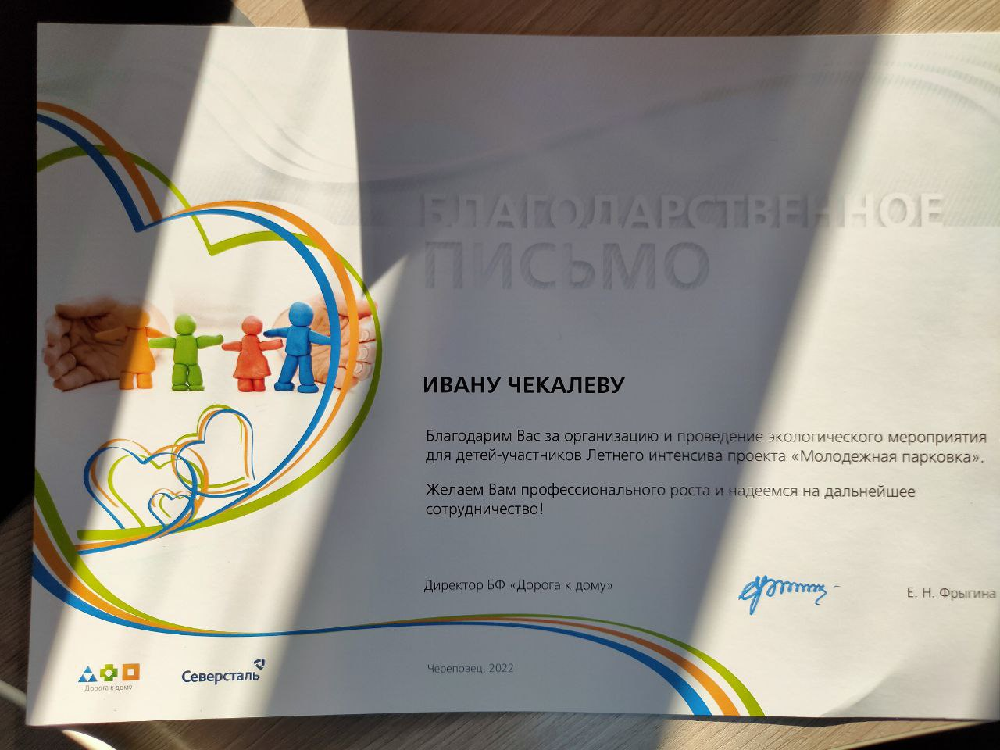 БЛАГОДАРСТВЕННОЕ
ПИСЬМО
ИВАНУ ЧЕКАЛЕВУ
Благодарим Вас за организацию и проведение экологического мероприятия
для детей-участников Летнего интенсива проекта «Молодежная парковка».
Желаем Вам профессионального роста и надеемся на дальнейшее
сотрудничество!
Директор БФ «Дорога к дому»
Е. Н. Фрыгина
Дорога к дому
Северсталь
Череповец, 2022